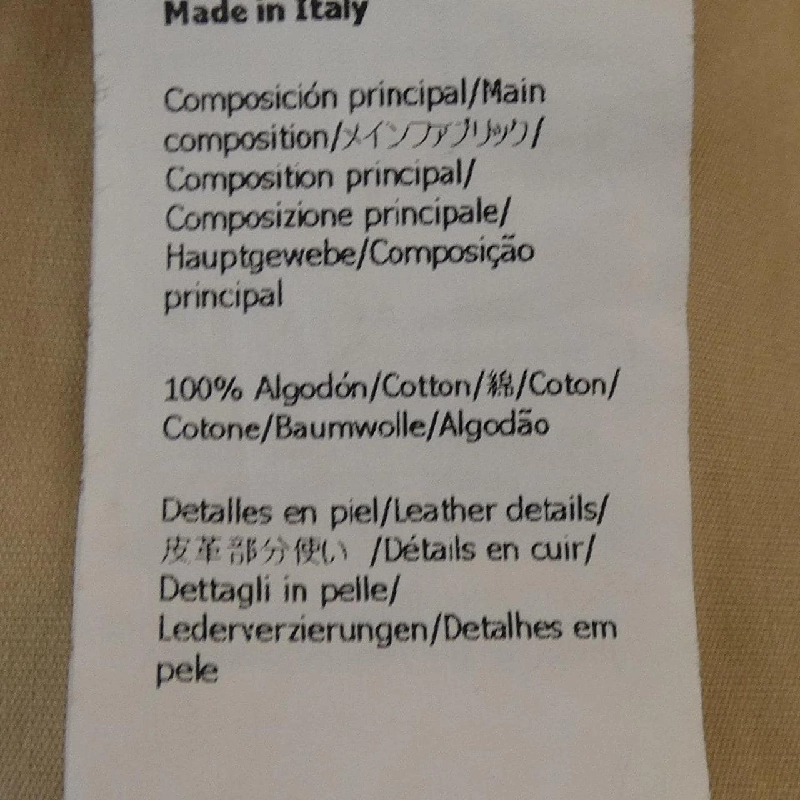 Made in Italy
Composición principal/Main
composition/メインファブリック/
Composition principal/
Composizione principale/
Hauptgewebe/Composição
principal
100% Algodón/Cotton/綿/Coton/
Cotone/Baumwolle/Algodão
Detalles en piel/Leather details/
皮革部分使い /Détails en cuir/
Dettagli in pelle/
Lederverzierungen/Detalhes em
pele